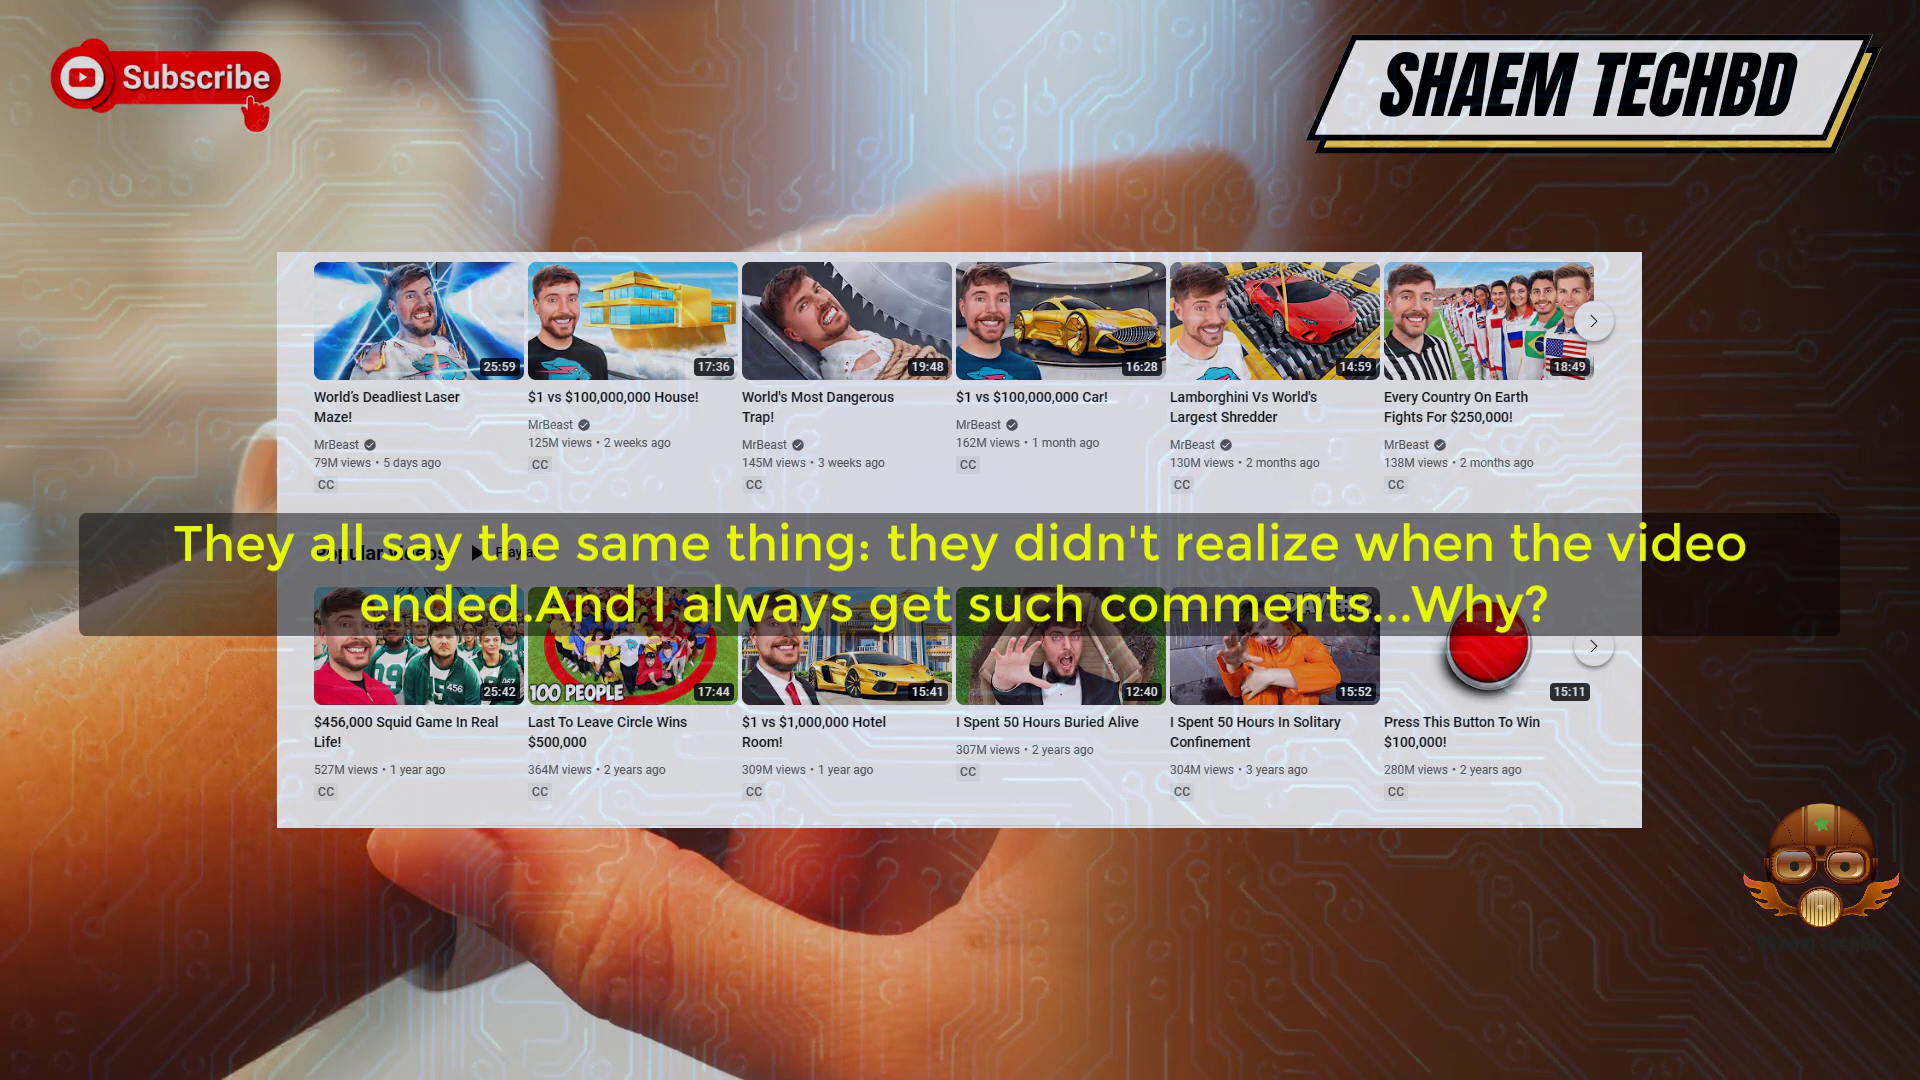 Subscribe
SHAEM TECHBD
25:59
17:36
19:48
16:28
14:59
18:49
World's Deadliest Laser
Maze!
MrBeast
79M views • 5 days ago
CC
$1 vs $100,000,000 House!
MrBeast
125M views • 2 weeks ago
CC
World's Most Dangerous
Trap!
MrBeast
145M views • 3 weeks ago
CC
$1 vs $100,000,000 Car!
MrBeast
162M views • 1 month ago
CC
Lamborghini Vs World's
Largest Shredder
MrBeast
130M views • 2 months ago
CC
Every Country On Earth
Fights For $250,000!
MrBeast
138M views • 2 months ago
CC
Popular videos
They all say the same thing: they didn't realize when the video
ended.And I always get such comments...Why?
456
25:42
100 PEOPLE
17:44
15:41
12:40
15:52
15:11
$456,000 Squid Game In Real
Life!
527M views • 1 year ago
CC
Last To Leave Circle Wins
$500,000
364M views • 2 years ago
CC
$1 vs $1,000,000 Hotel
Room!
309M views • 1 year ago
CC
I Spent 50 Hours Buried Alive
307M views • 2 years ago
CC
I Spent 50 Hours In Solitary
Confinement
304M views • 3 years ago
CC
Press This Button To Win
$100,000!
280M views • 2 years ago
CC